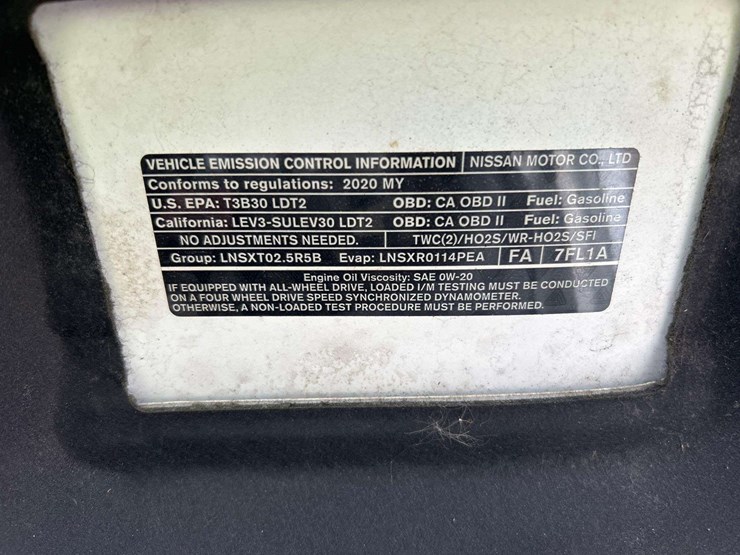 VEHICLE EMISSION CONTROL INFORMATION NISSAN MOTOR CO., LTD
Conforms to regulations: 2020 MY
U.S. EPA: T3B30 LDT2 OBD: CA OBD II Fuel: Gasoline
California: LEV3-SULEV30 LDT2 OBD: CA OBD II Fuel: Gasoline
NO ADJUSTMENTS NEEDED. TWC(2)/HO2S/WR-HO2S/SFI
Group: LNSXT02.5R5B Evap: LNSXR0114PEA FA 7FL1A
Engine Oil Viscosity: SAE 0W-20
IF EQUIPPED WITH ALL-WHEEL DRIVE, LOADED I/M TESTING MUST BE CONDUCTED
ON A FOUR WHEEL DRIVE SPEED SYNCHRONIZED DYNAMOMETER.
OTHERWISE, A NON-LOADED TEST PROCEDURE MUST BE PERFORMED.